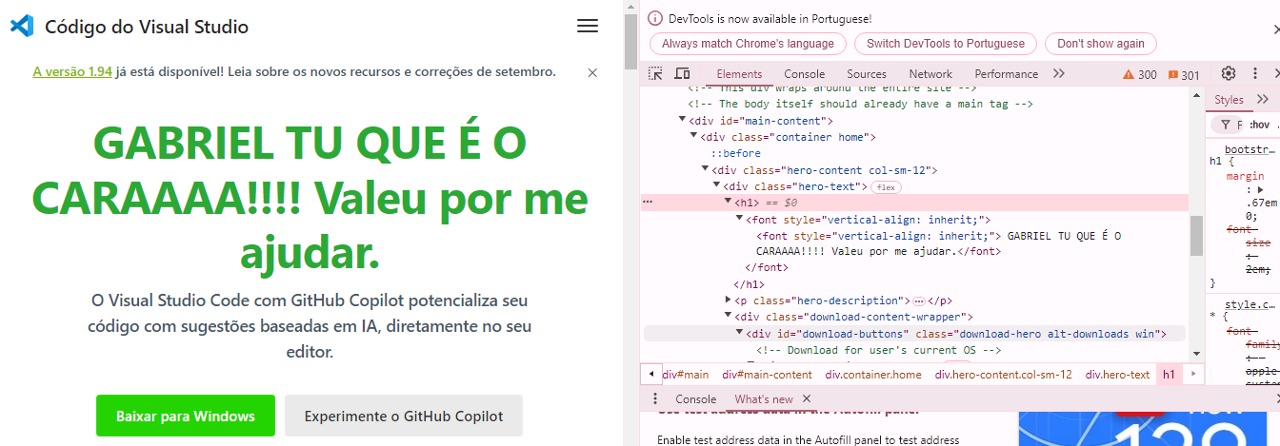 Código do Visual Studio
A versão 1.94 já está disponível! Leia sobre os novos recursos e correções de setembro.
GABRIEL TU QUE É O
CARAAAA!!!! Valeu por me
ajudar.
O Visual Studio Code com GitHub Copilot potencializa seu
código com sugestões baseadas em IA, diretamente no seu
editor.
Baixar para Windows Experimente o GitHub Copilot
DevTools is now available in Portuguese!
Always match Chrome's language Switch DevTools to Portuguese Don't show again
Elements Console Sources Network Performance 300 301
<!-- This div wraps around the entire site -->
<!-- The body itself should already have a main tag -->
<div id="main-content">
<div class="container home">
::before
<div class="hero-content col-sm-12">
<div class="hero-text"> flex
<h1> == $0
<font style="vertical-align: inherit;">
<font style="vertical-align: inherit;"> GABRIEL TU QUE É O
CARAAAA!!!! Valeu por me ajudar.</font>
</font>
</h1>
<p class="hero-description"> </p>
<div class="download-content-wrapper">
<div id="download-buttons" class="download-hero alt-downloads win">
<!-- Download for user's current OS -->
div#main div#main-content div.container.home div.hero-content.col-sm-12 div.hero-text h1
Styles
F :hov
bootstr…
h1 {
margin
:
.67em
0;
font-
size
:
2em;
}
style.c…
* {
font-
family
:
apple-
Console What's new
Use test address data in the Autofill panel
Enable test address data in the Autofill panel to test address